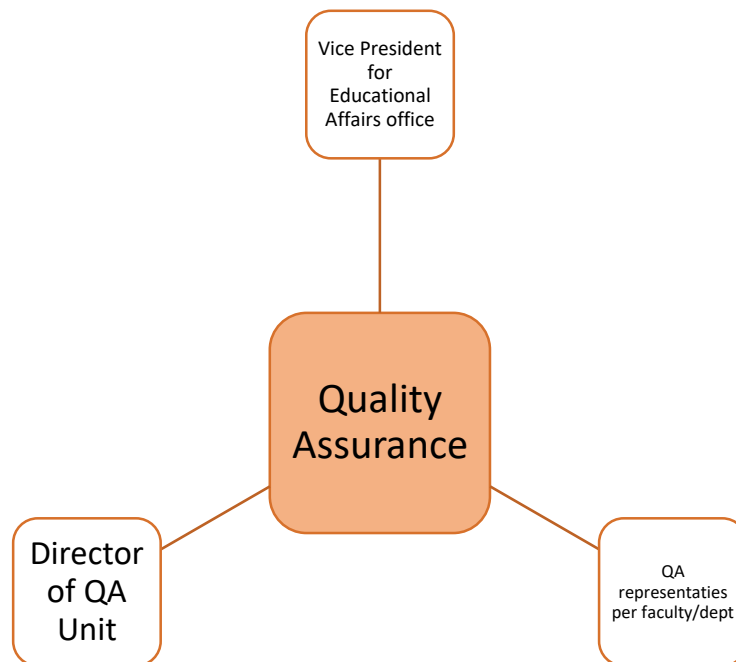 Vice President
for
Educational
Affairs office
Quality
Assurance
Director
of QA
Unit
QA
representaties
per faculty/dept